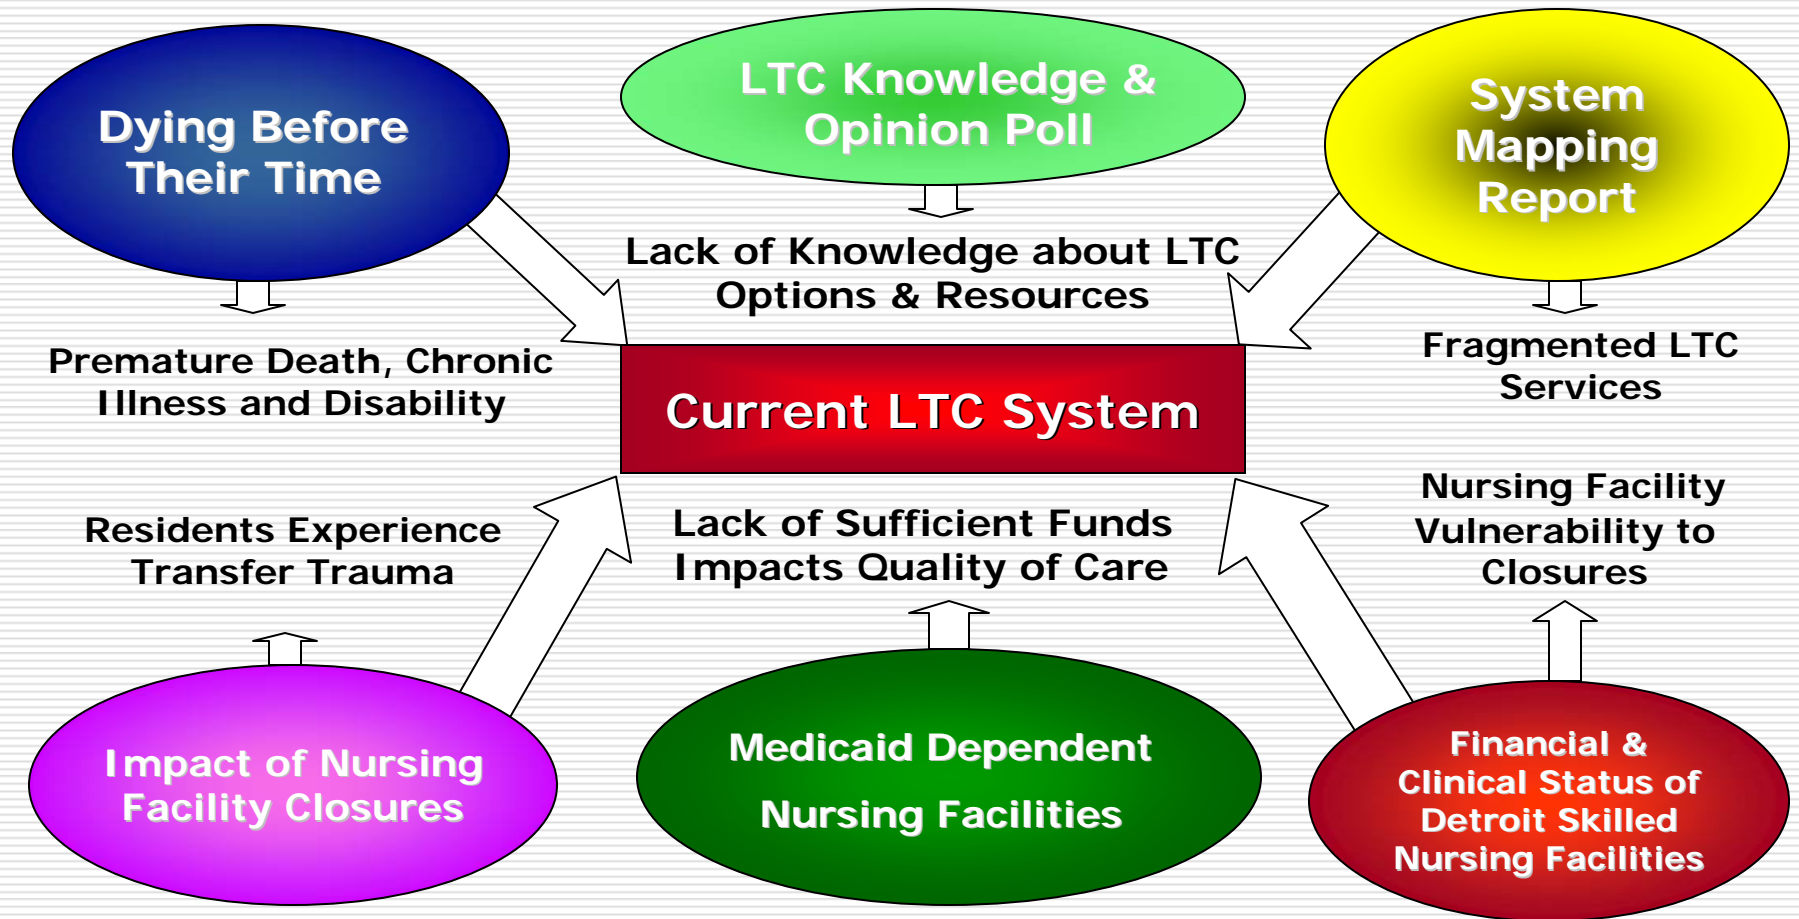 Dying Before
Their Time
LTC Knowledge &
Opinion Poll
System
Mapping
Report
Lack of Knowledge about LTC
Options & Resources
Premature Death, Chronic
Illness and Disability
Fragmented LTC
Services
Current LTC System
Residents Experience
Transfer Trauma
Lack of Sufficient Funds
Impacts Quality of Care
Nursing Facility
Vulnerability to
Closures
Impact of Nursing
Facility Closures
Medicaid Dependent
Nursing Facilities
Financial &
Clinical Status of
Detroit Skilled
Nursing Facilities